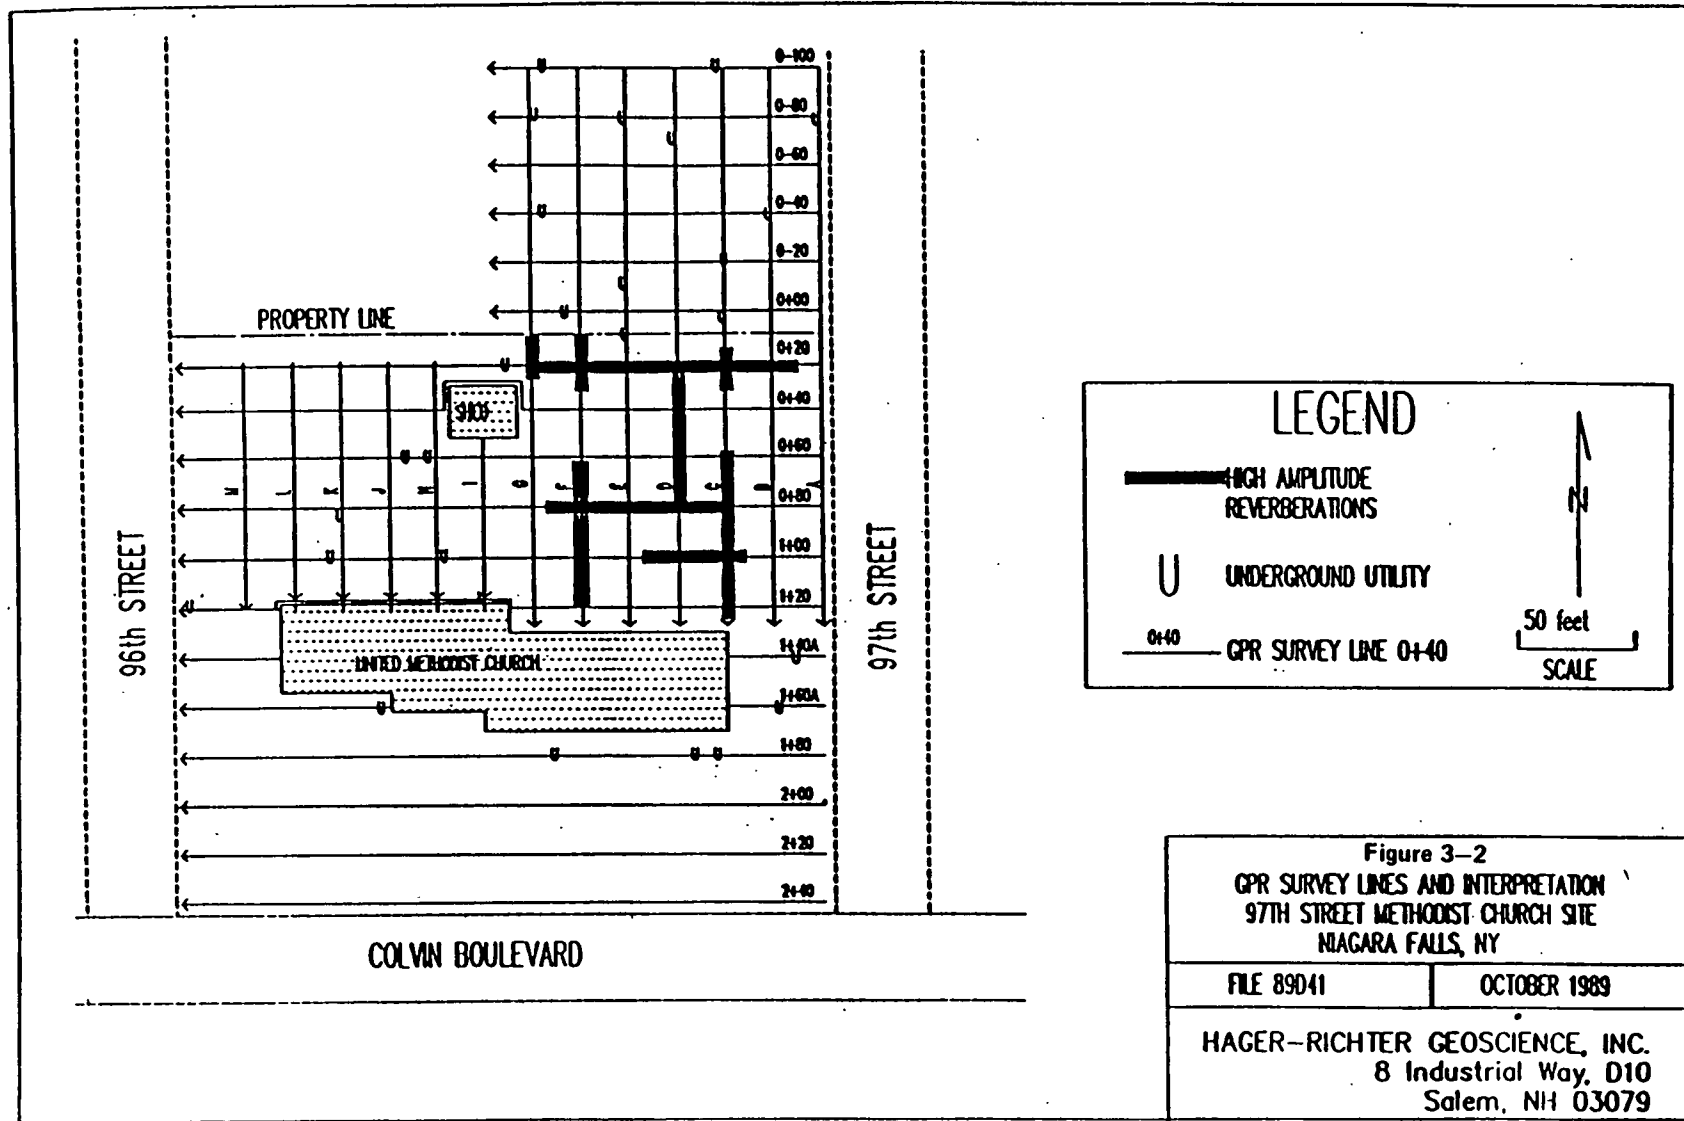 0-100
0-80
0-60
0-40
0-20
0+00
PROPERTY LINE
0+20
0+40
SHED
0+60
L K J I G F E D C
0+80
1+00
1+20
1+40A
UNITED METHODIST CHURCH
1+60A
1+80
2+00
2+20
2+40
96th STREET
97th STREET
COLVIN BOULEVARD
LEGEND
HIGH AMPLITUDE
REVERBERATIONS
U UNDERGROUND UTILITY
0+40 GPR SURVEY LINE 0+40
N
50 feet
SCALE
Figure 3-2
GPR SURVEY LINES AND INTERPRETATION
97TH STREET METHODIST CHURCH SITE
NIAGARA FALLS, NY
FILE 89D41 OCTOBER 1989
HAGER-RICHTER GEOSCIENCE, INC.
8 Industrial Way, D10
Salem, NH 03079